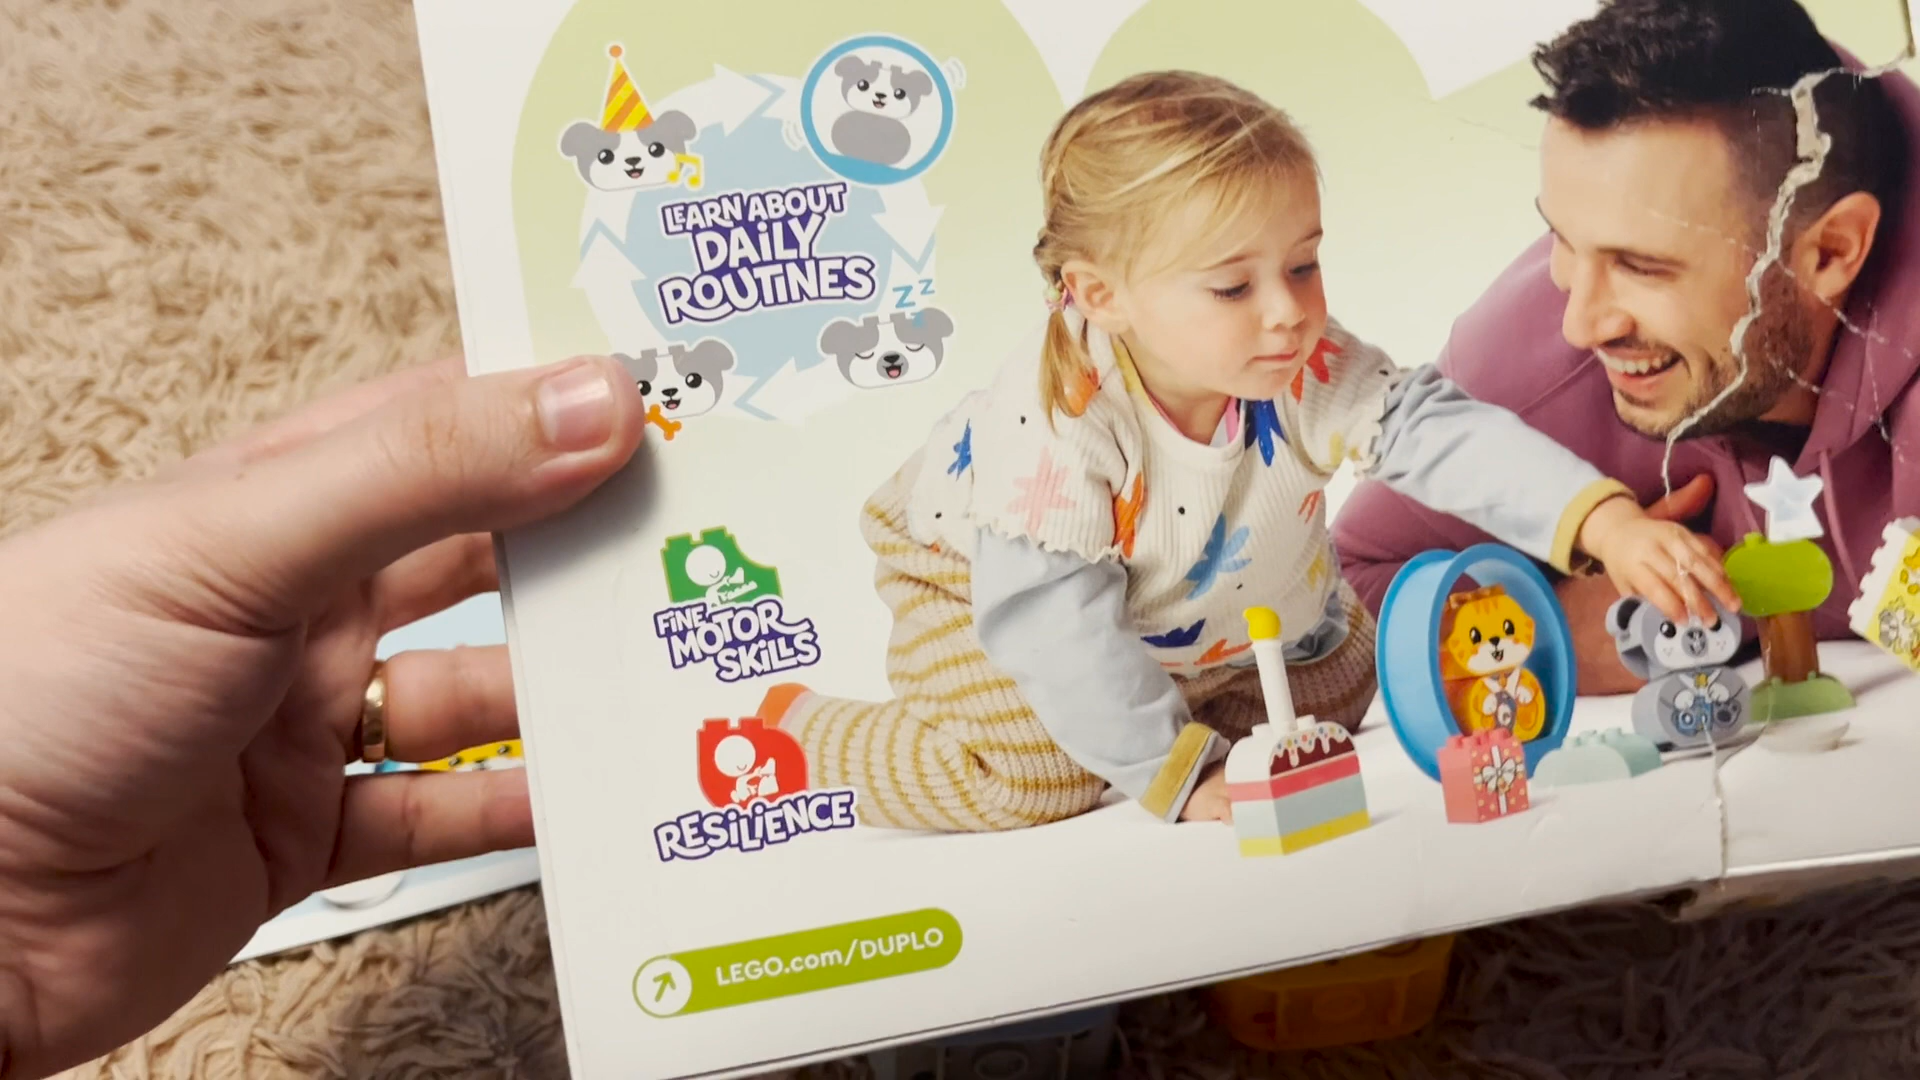 LEARN ABOUT
DAiLY
ROUTiNES
z z z
FiNE
MOTOR
SKiLLS
RESiLiENCE
LEGO.com/DUPLO